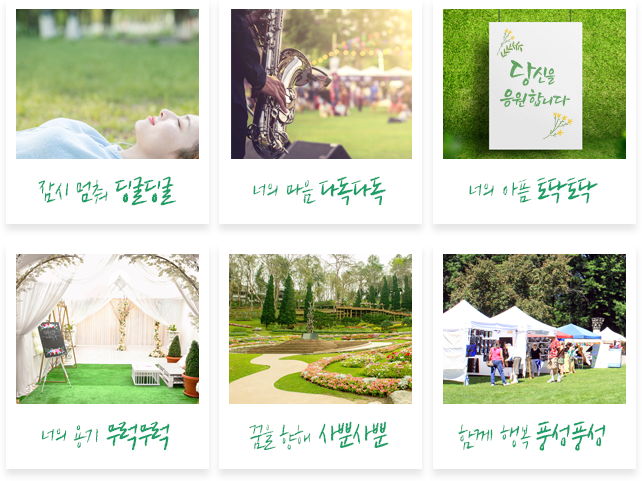 당신을
응원합니다
잠시 멈춰 딩굴딩굴
너의 마음 다독다독
너의 아픔 토닥토닥
너의 용기 무럭무럭
꿈을 향해 사뿐사뿐
함께 행복 풍성풍성